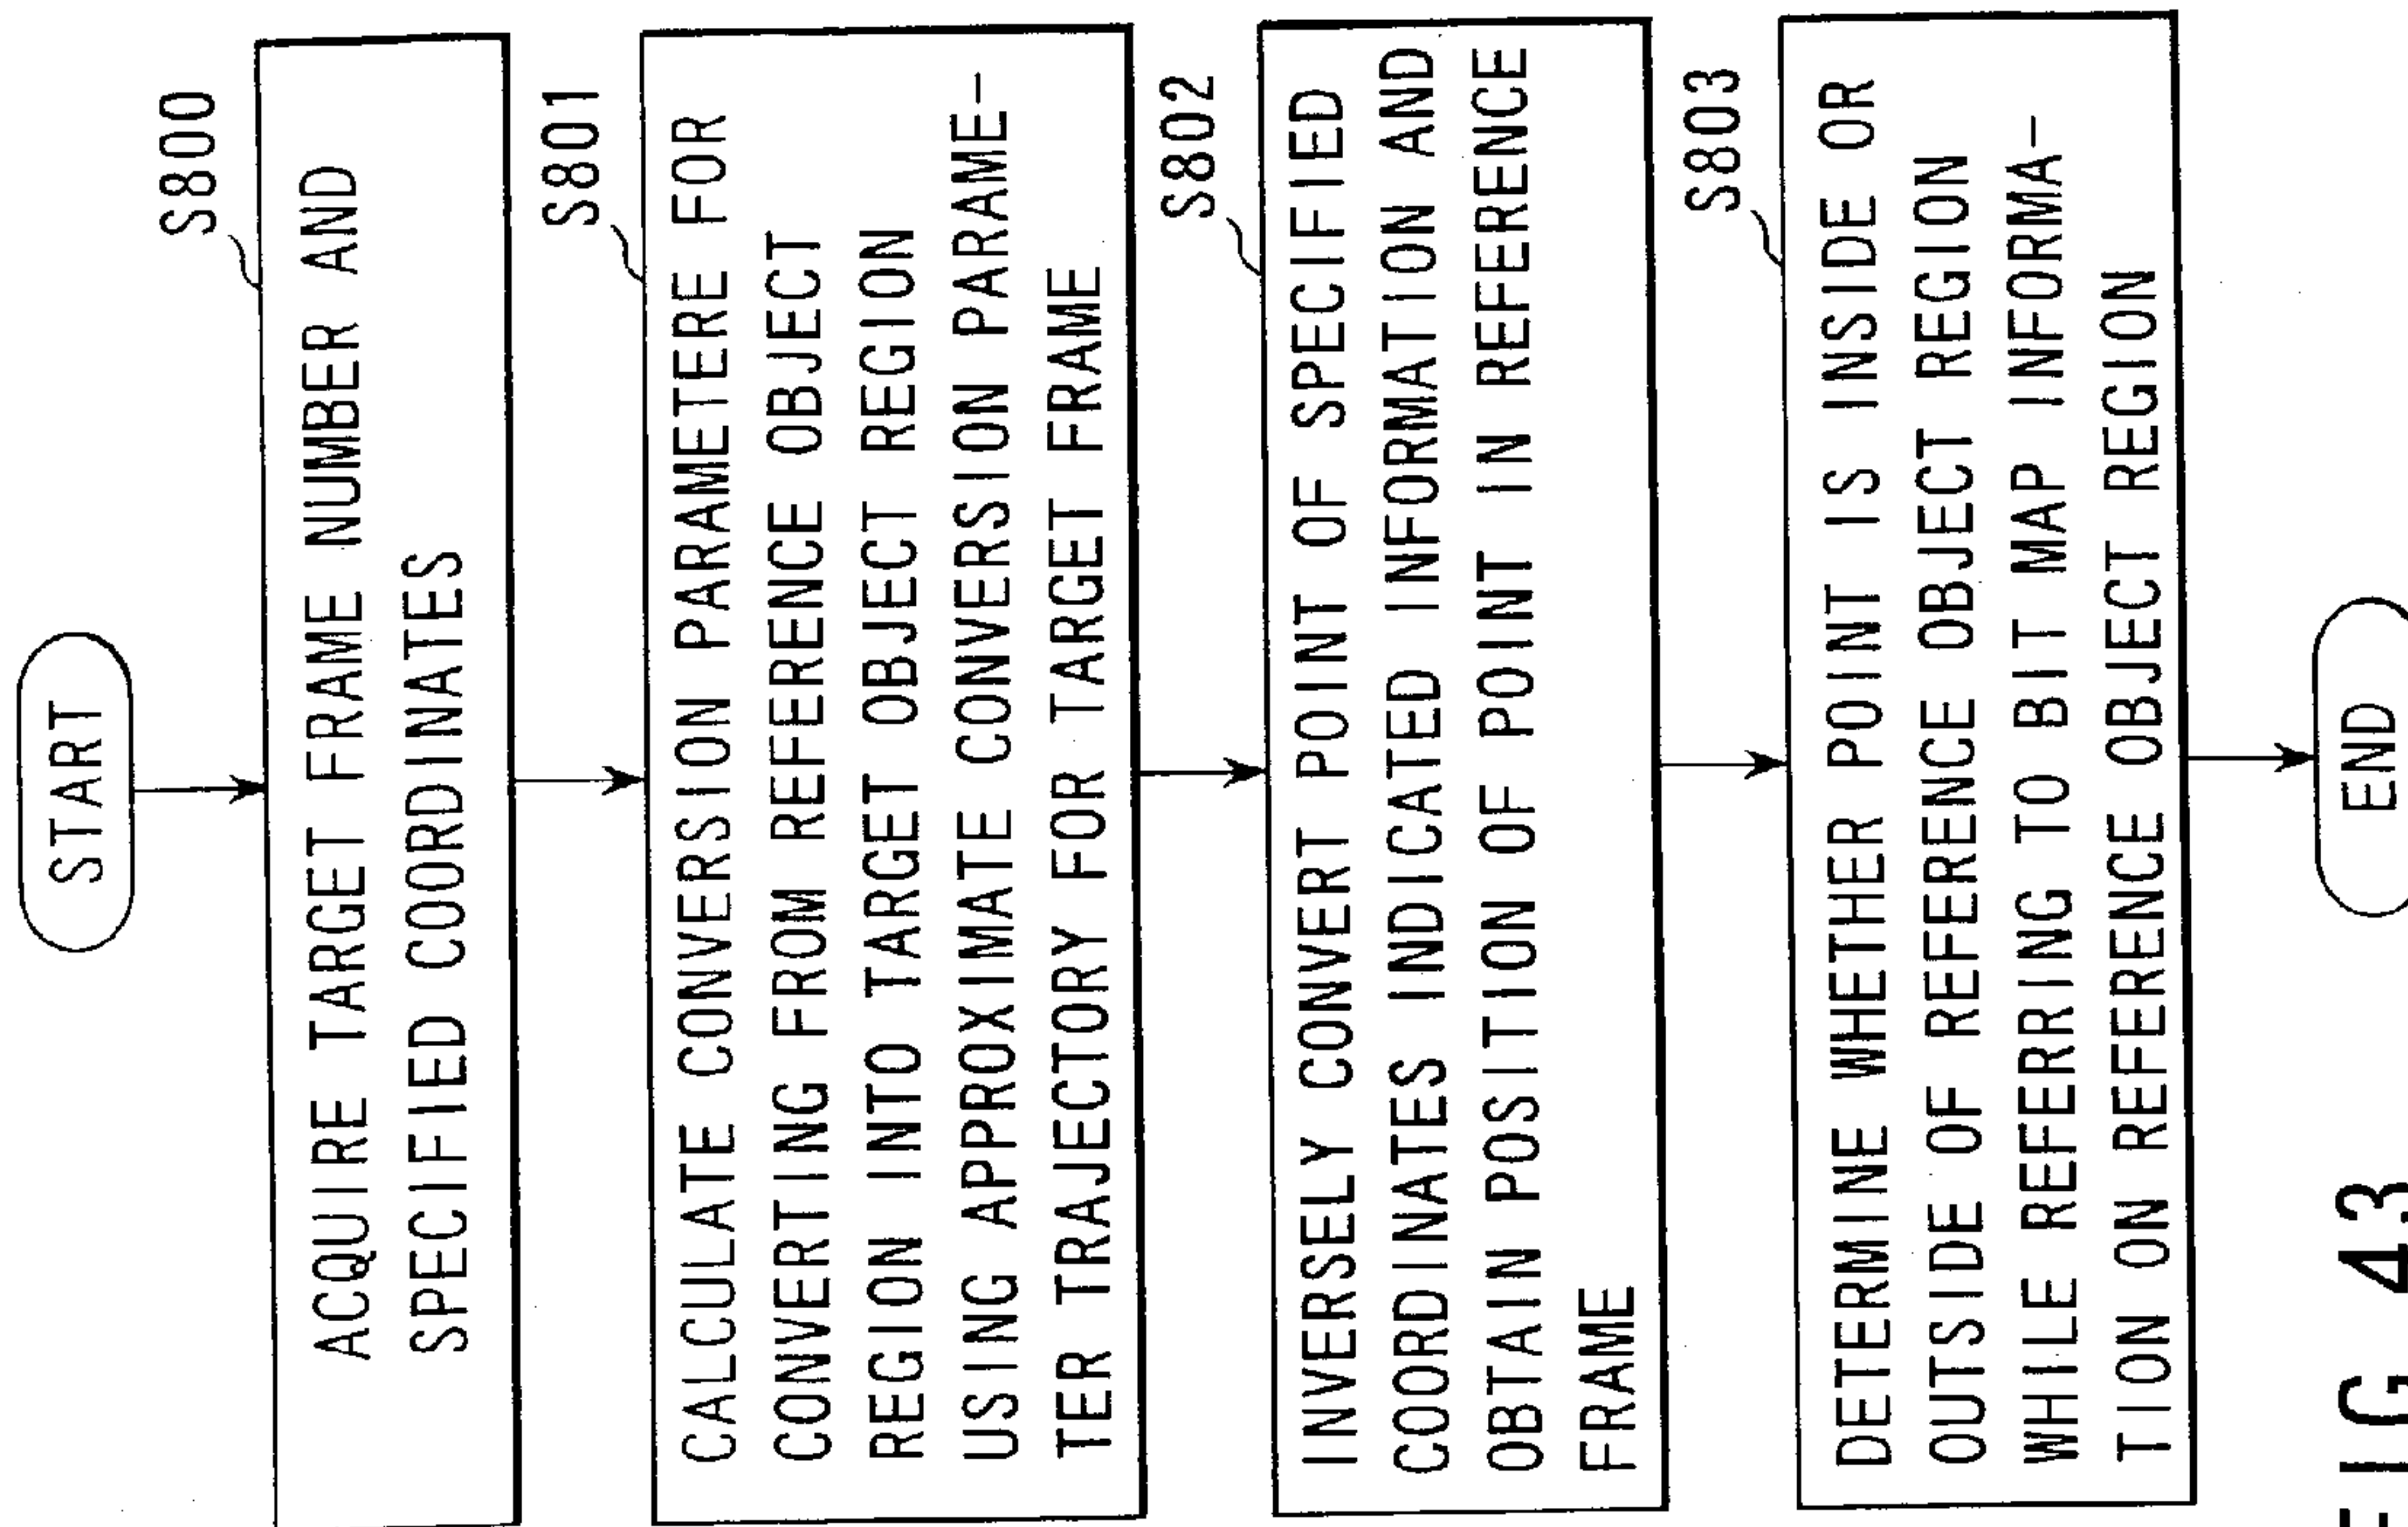 START
S800
ACQUIRE TARGET FRAME NUMBER AND
SPECIFIED COORDINATES
S801
CALCULATE CONVERSION PARAMETERE FOR
CONVERTING FROM REFERENCE OBJECT
REGION INTO TARGET OBJECT REGION
USING APPROXIMATE CONVERSION PARAME-
TER TRAJECTORY FOR TARGET FRAME
S802
INVERSELY CONVERT POINT OF SPECIFIED
COORDINATES INDICATED INFORMATION AND
OBTAIN POSITION OF POINT IN REFERENCE
FRAME
S803
DETERMINE WHETHER POINT IS INSIDE OR
OUTSIDE OF REFERENCE OBJECT REGION
WHILE REFERRING TO BIT MAP INFORMA-
TION ON REFERENCE OBJECT REGION
END
FIG. 43